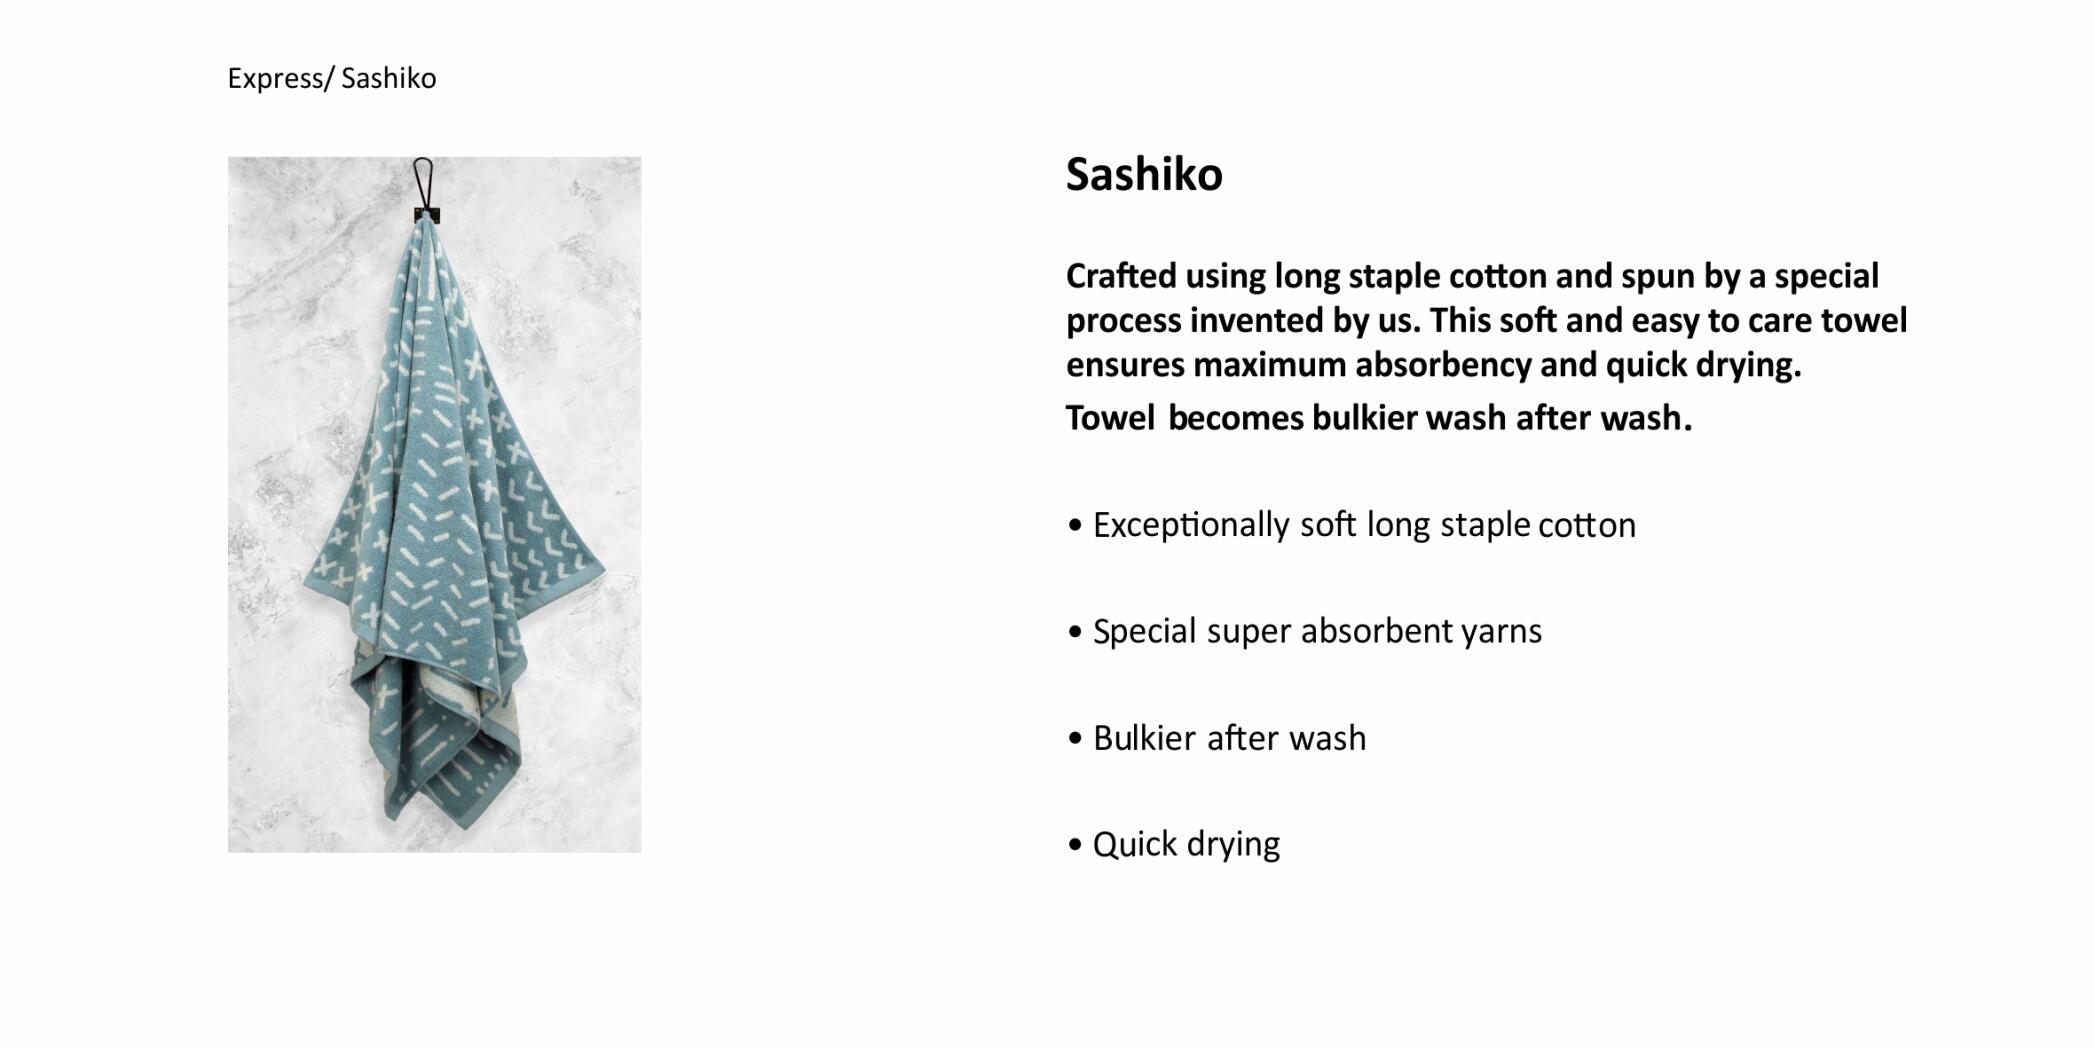 Express/ Sashiko
Sashiko
Crafted using long staple cotton and spun by a special
process invented by us. This soft and easy to care towel
ensures maximum absorbency and quick drying.
Towel becomes bulkier wash after wash.
• Exceptionally soft long staple cotton
• Special super absorbent yarns
• Bulkier after wash
• Quick drying